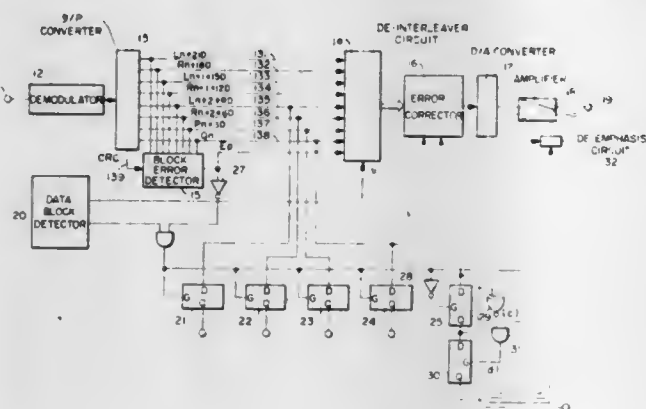 S/P
CONVERTER
13
12
DEMODULATOR
Ln+210
Rn+180
Ln+1+150
Rn+1+120
Ln+2+90
Rn+2+60
Pn+30
Qn
131
132
133
134
135
136
137
138
DE-INTERLEAVER
CIRCUIT
16
ERROR
CORRECTOR
D/A CONVERTER
17
AMPLIFIER
18
19
DE-EMPHASIS
CIRCUIT
32
CRC
139
BLOCK
ERROR
DETECTOR
15
Ep
27
20
DATA
BLOCK
DETECTOR
28
G
D
Q
21
G
D
Q
22
G
D
Q
23
G
D
Q
24
G
D
Q
25
29
(c)
31
D
G
Q
30
d)